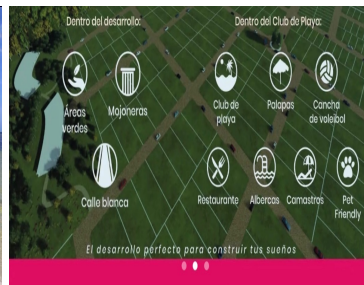 Dentro del desarrollo:
Dentro del Club de Playa:
Áreas
verdes
Mojoneras
Club de
playa
Palapas
Cancha
de voleibol
Calle blanca
Restaurante
Albercas
Camastros
Pet
Friendly
El desarrollo perfecto para construir tus sueños